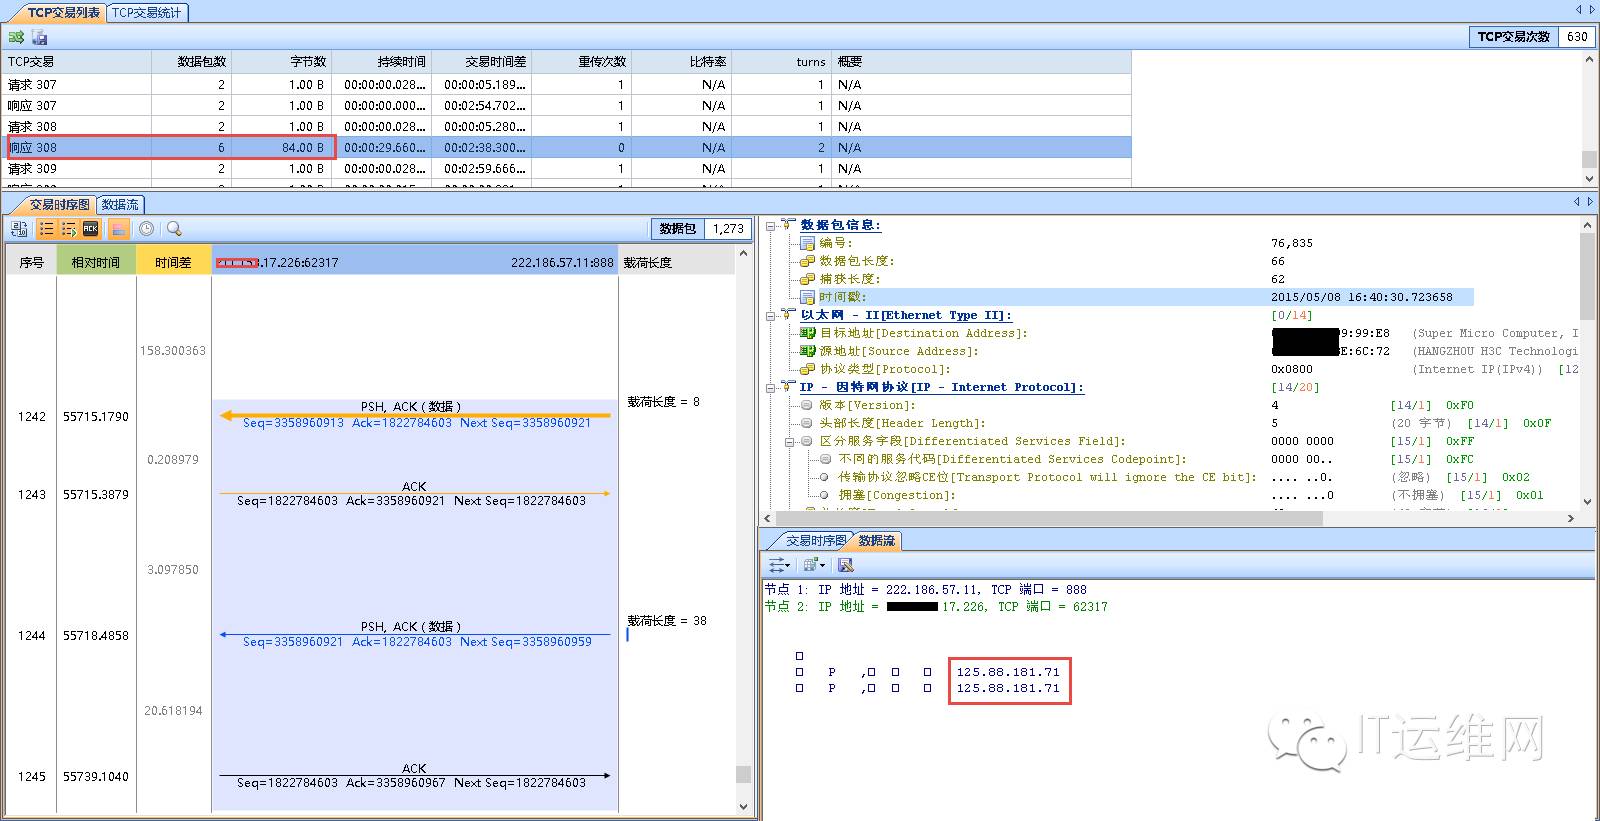 TCP交易列表 TCP交易统计
TCP交易次数 630
TCP交易 数据包数 字节数 持续时间 交易时间差 重传次数 比特率 turns 概要
请求 307 2 1.00 B 00:00:00.028... 00:00:05.189... 1 N/A 1 N/A
响应 307 2 1.00 B 00:00:00.000... 00:02:54.702... 1 N/A 1 N/A
请求 308 2 1.00 B 00:00:00.028... 00:00:05.280... 1 N/A 1 N/A
响应 308 6 84.00 B 00:00:29.660... 00:02:38.300... 0 N/A 2 N/A
请求 309 2 1.00 B 00:00:00.028... 00:02:59.666... 1 N/A 1 N/A
交易时序图 数据流
ACK
数据包 1,273
序号 相对时间 时间差 .17.226:62317 222.186.57.11:888 载荷长度
158.300363
1242 55715.1790 PSH, ACK ( 数据 ) 载荷长度 = 8
Seq=3358960913 Ack=1822784603 Next Seq=3358960921
0.208979
1243 55715.3879 ACK
Seq=1822784603 Ack=3358960921 Next Seq=1822784603
3.097850
1244 55718.4858 PSH, ACK ( 数据 ) 载荷长度 = 38
Seq=3358960921 Ack=1822784603 Next Seq=3358960959
20.618194
1245 55739.1040 ACK
Seq=1822784603 Ack=3358960967 Next Seq=1822784603
数据包信息:
编号: 76,835
数据包长度: 66
捕获长度: 62
时间戳: 2015/05/08 16:40:30.723658
以太网 - II[Ethernet Type II]: [0/14]
目标地址[Destination Address]: 9:99:E8 (Super Micro Computer, I
源地址[Source Address]: E:6C:72 (HANGZHOU H3C Technologi
协议类型[Protocol]: 0x0800 (Internet IP(IPv4)) [12
IP - 因特网协议[IP - Internet Protocol]: [14/20]
版本[Version]: 4 [14/1] 0xF0
头部长度[Header Length]: 5 (20 字节) [14/1] 0x0F
区分服务字段[Differentiated Services Field]: 0000 0000 [15/1] 0xFF
不同的服务代码[Differentiated Services Codepoint]: 0000 00.. [15/1] 0xFC
传输协议忽略CE位[Transport Protocol will ignore the CE bit]: .... ..0. (忽略) [15/1] 0x02
拥塞[Congestion]: .... ...0 (不拥塞) [15/1] 0x01
交易时序图 数据流
节点 1: IP 地址 = 222.186.57.11, TCP 端口 = 888
节点 2: IP 地址 = 17.226, TCP 端口 = 62317
□
□ P ,□ □ □ 125.88.181.71
□ P ,□ □ □ 125.88.181.71
IT运维网